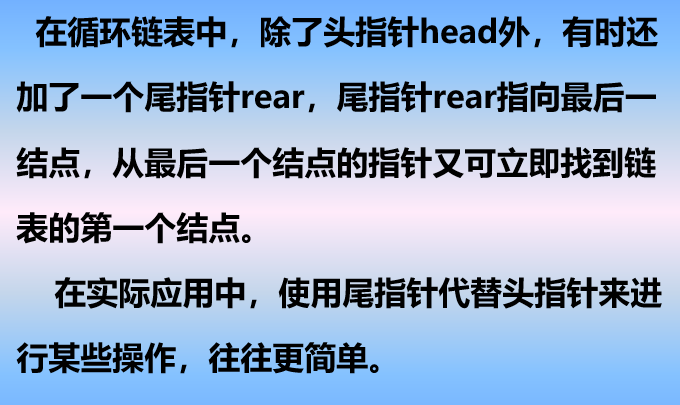 在循环链表中，除了头指针head外，有时还
加了一个尾指针rear，尾指针rear指向最后一
结点，从最后一个结点的指针又可立即找到链
表的第一个结点。
在实际应用中，使用尾指针代替头指针来进
行某些操作，往往更简单。